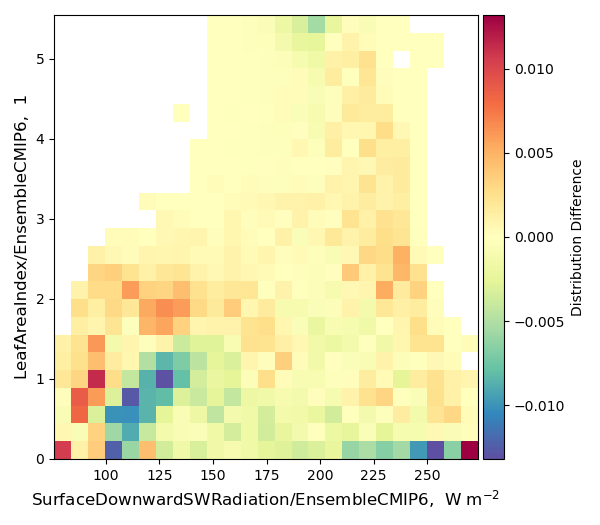 5
4
3
2
1
0
LeafAreaIndex/EnsembleCMIP6,  1
100 125 150 175 200 225 250
SurfaceDownwardSWRadiation/EnsembleCMIP6,  W m⁻²
0.010
0.005
0.000
−0.005
−0.010
Distribution Difference